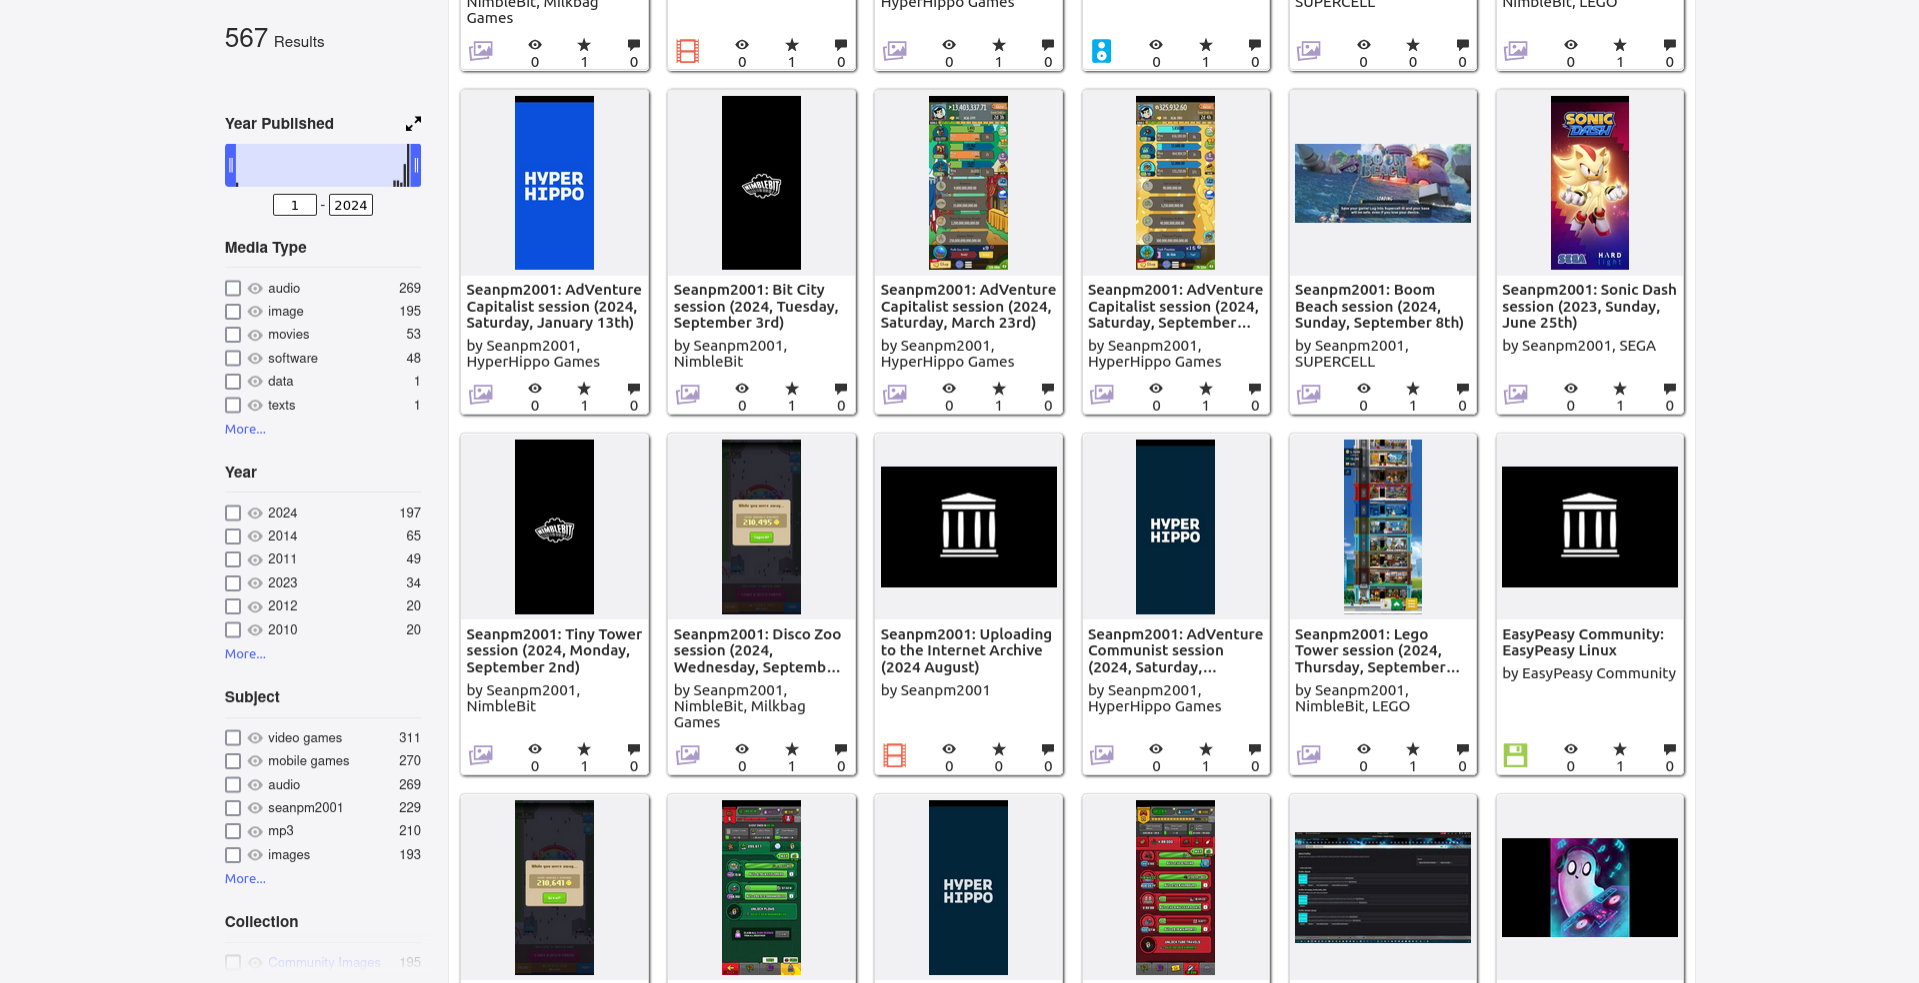 567 Results
Year Published
1 - 2024
Media Type
audio 269
image 195
movies 53
software 48
data 1
texts 1
More...
Year
2024 197
2014 65
2011 49
2023 34
2012 20
2010 20
More...
Subject
video games 311
mobile games 270
audio 269
seanpm2001 229
mp3 210
images 193
More...
Collection
Community Images 195
NimbleBit, Milkbag
Games
0 1 0
0 1 0
HyperHippo Games
0 1 0
0 1 0
SUPERCELL
0 0 0
NimbleBit, LEGO
0 1 0
HYPER
HIPPO
Seanpm2001: AdVenture
Capitalist session (2024,
Saturday, January 13th)
by Seanpm2001,
HyperHippo Games
0 1 0
NIMBLEBIT
Seanpm2001: Bit City
session (2024, Tuesday,
September 3rd)
by Seanpm2001,
NimbleBit
0 1 0
Seanpm2001: AdVenture
Capitalist session (2024,
Saturday, March 23rd)
by Seanpm2001,
HyperHippo Games
0 1 0
Seanpm2001: AdVenture
Capitalist session (2024,
Saturday, September...
by Seanpm2001,
HyperHippo Games
0 1 0
BOOM
BEACH
Seanpm2001: Boom
Beach session (2024,
Sunday, September 8th)
by Seanpm2001,
SUPERCELL
0 1 0
SONIC
DASH
SEGA HARD
light
Seanpm2001: Sonic Dash
session (2023, Sunday,
June 25th)
by Seanpm2001, SEGA
0 1 0
NIMBLEBIT
Seanpm2001: Tiny Tower
session (2024, Monday,
September 2nd)
by Seanpm2001,
NimbleBit
0 1 0
While you were away...
210,495
Seanpm2001: Disco Zoo
session (2024,
Wednesday, Septemb...
by Seanpm2001,
NimbleBit, Milkbag
Games
0 1 0
Seanpm2001: Uploading
to the Internet Archive
(2024 August)
by Seanpm2001
0 0 0
HYPER
HIPPO
Seanpm2001: AdVenture
Communist session
(2024, Saturday,...
by Seanpm2001,
HyperHippo Games
0 1 0
Seanpm2001: Lego
Tower session (2024,
Thursday, September...
by Seanpm2001,
NimbleBit, LEGO
0 1 0
EasyPeasy Community:
EasyPeasy Linux
by EasyPeasy Community
0 1 0
While you were away...
210,641
HYPER
HIPPO